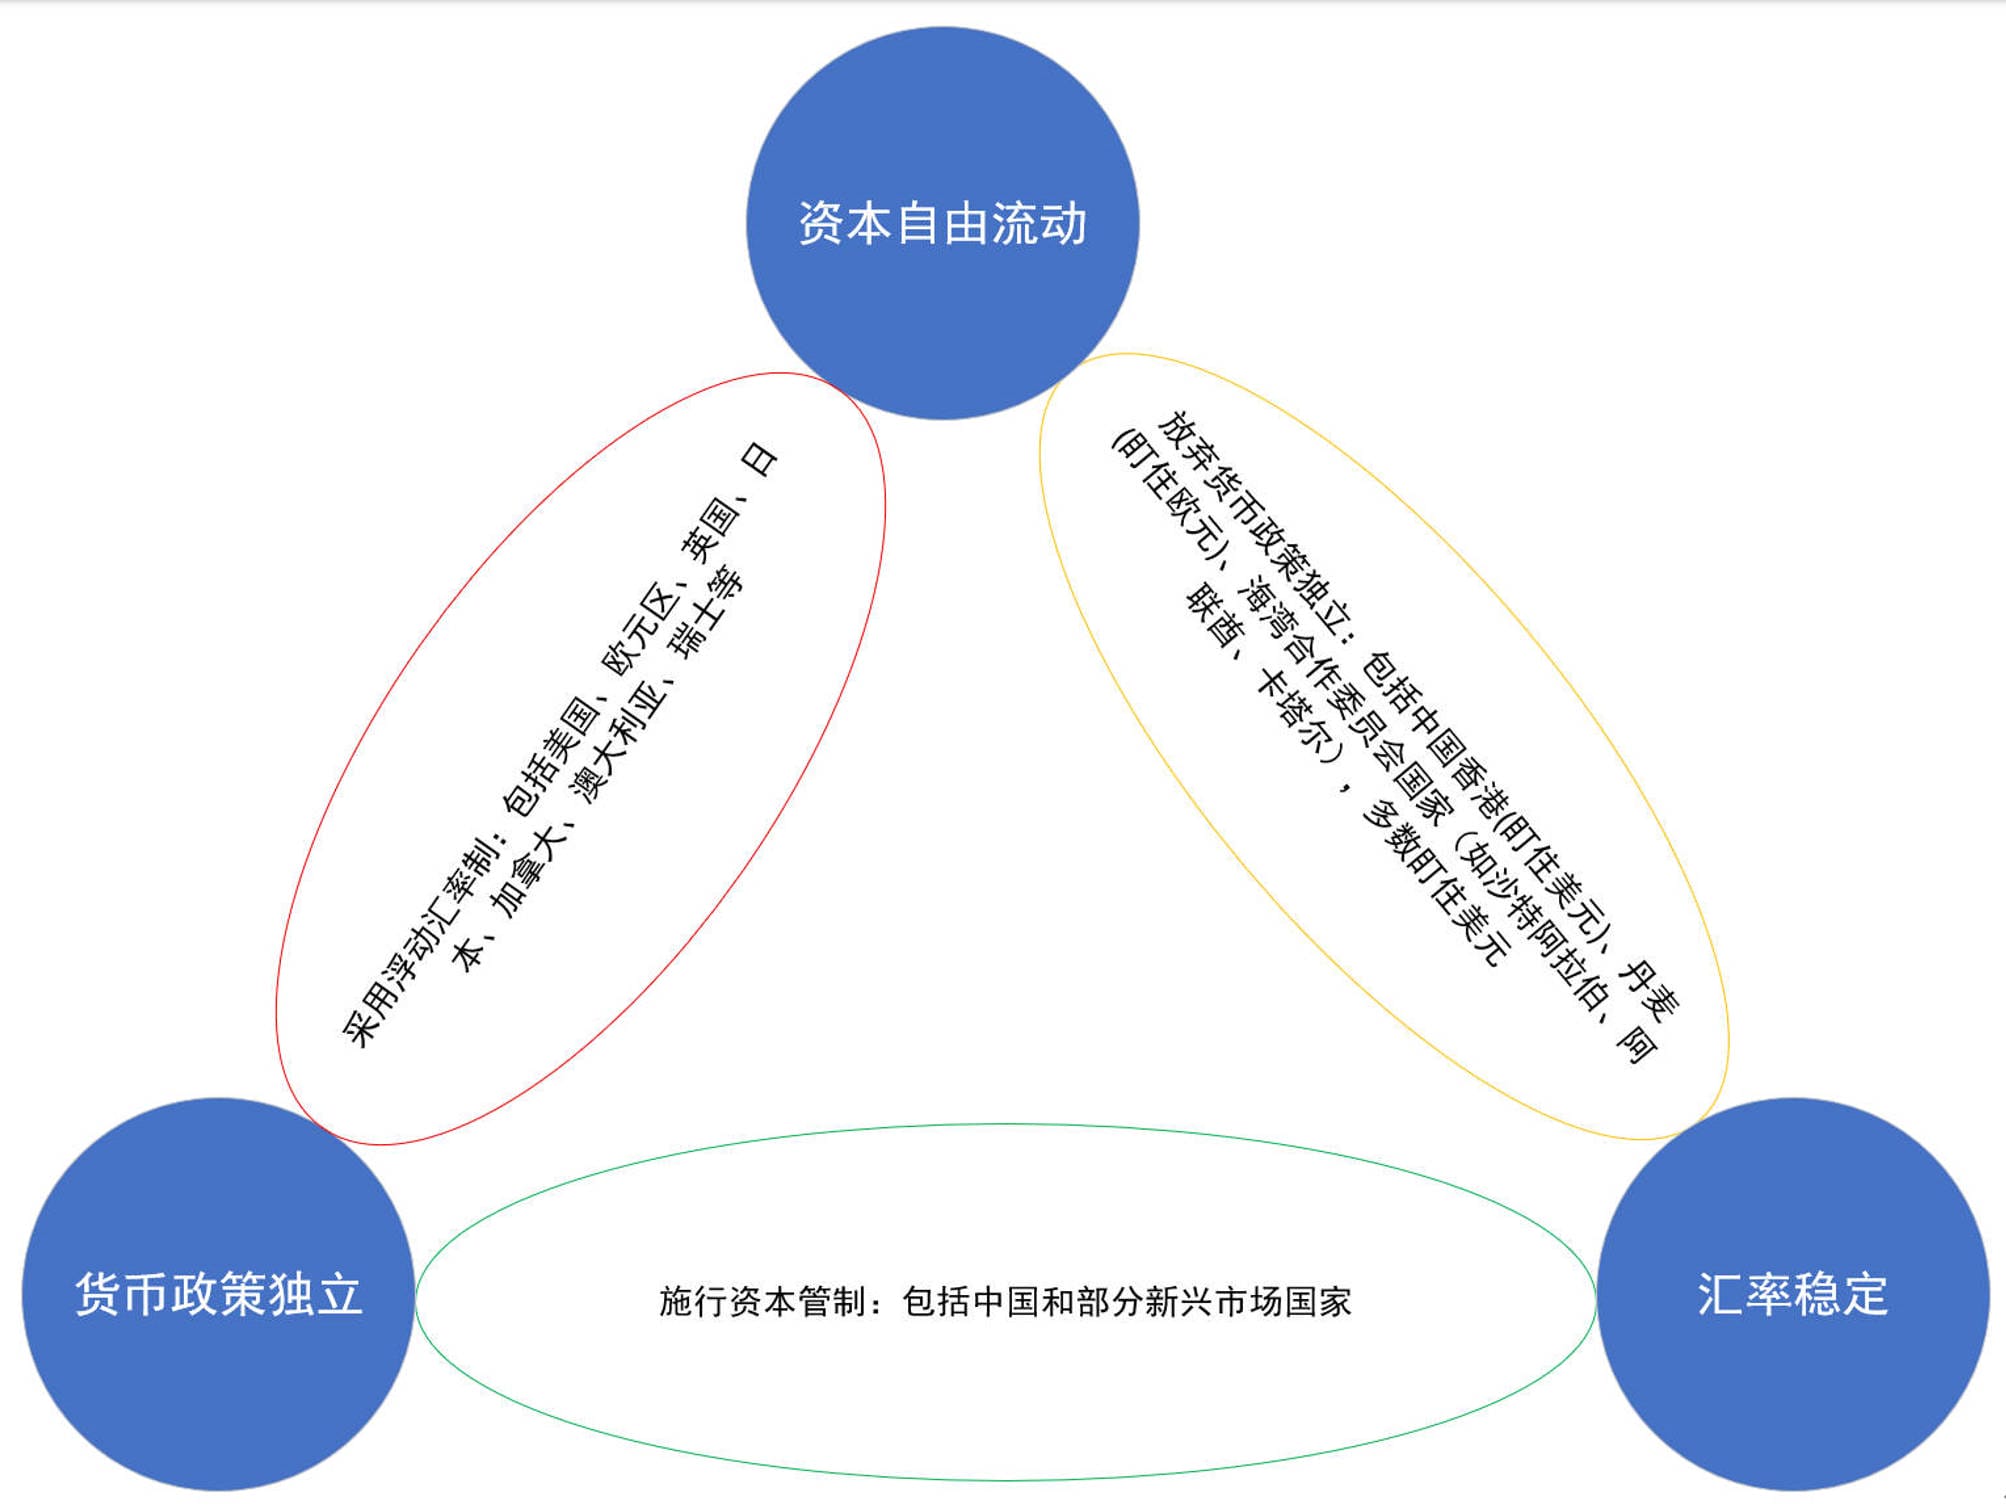 资本自由流动
采用浮动汇率制：包括美国、欧元区、英国、日
本、加拿大、澳大利亚、瑞士等
放弃货币政策独立：包括中国香港(盯住美元)、丹麦
(盯住欧元)、海湾合作委员会国家（如沙特阿拉伯、阿
联酋、卡塔尔），多数盯住美元
货币政策独立
施行资本管制：包括中国和部分新兴市场国家
汇率稳定